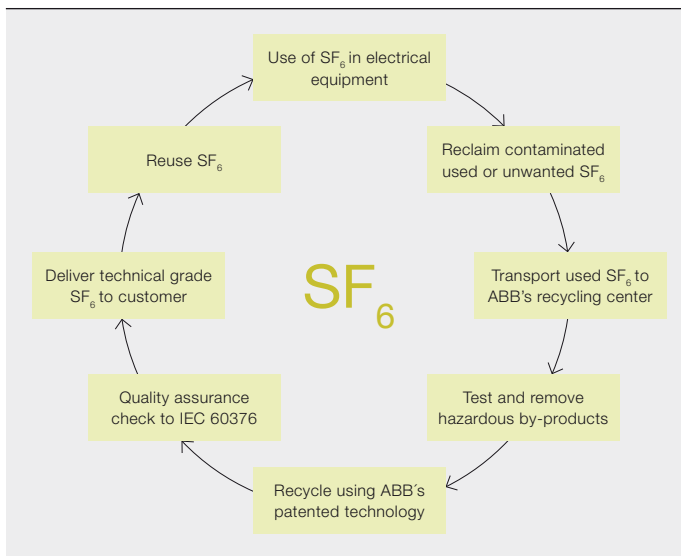 Use of SF₆ in electrical
equipment
Reclaim contaminated
used or unwanted SF₆
Transport used SF₆ to
ABB's recycling center
Test and remove
hazardous by-products
Recycle using ABB´s
patented technology
Quality assurance
check to IEC 60376
Deliver technical grade
SF₆ to customer
Reuse SF₆
SF₆